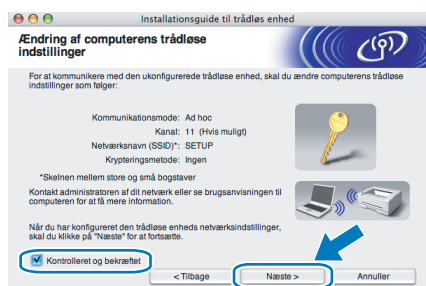 Installationsguide til trådløs enhed
Ændring af computerens trådløse
indstillinger
For at kommunikere med den ukonfigurerede trådløse enhed, skal du ændre computerens trådløse
indstillinger som følger:
Kommunikationsmode: Ad hoc
Kanal: 11 (Hvis muligt)
Netværksnavn (SSID)*: SETUP
Krypteringsmetode: Ingen
*Skelnen mellem store og små bogstaver
Kontakt administratoren af dit netværk eller se brugsanvisningen til
computeren for at få mere information.
Når du har konfigureret den trådløse enheds netværksindstillinger,
skal du klikke på "Næste" for at fortsætte.
Kontrolleret og bekræftet
< Tilbage
Næste >
Annuller